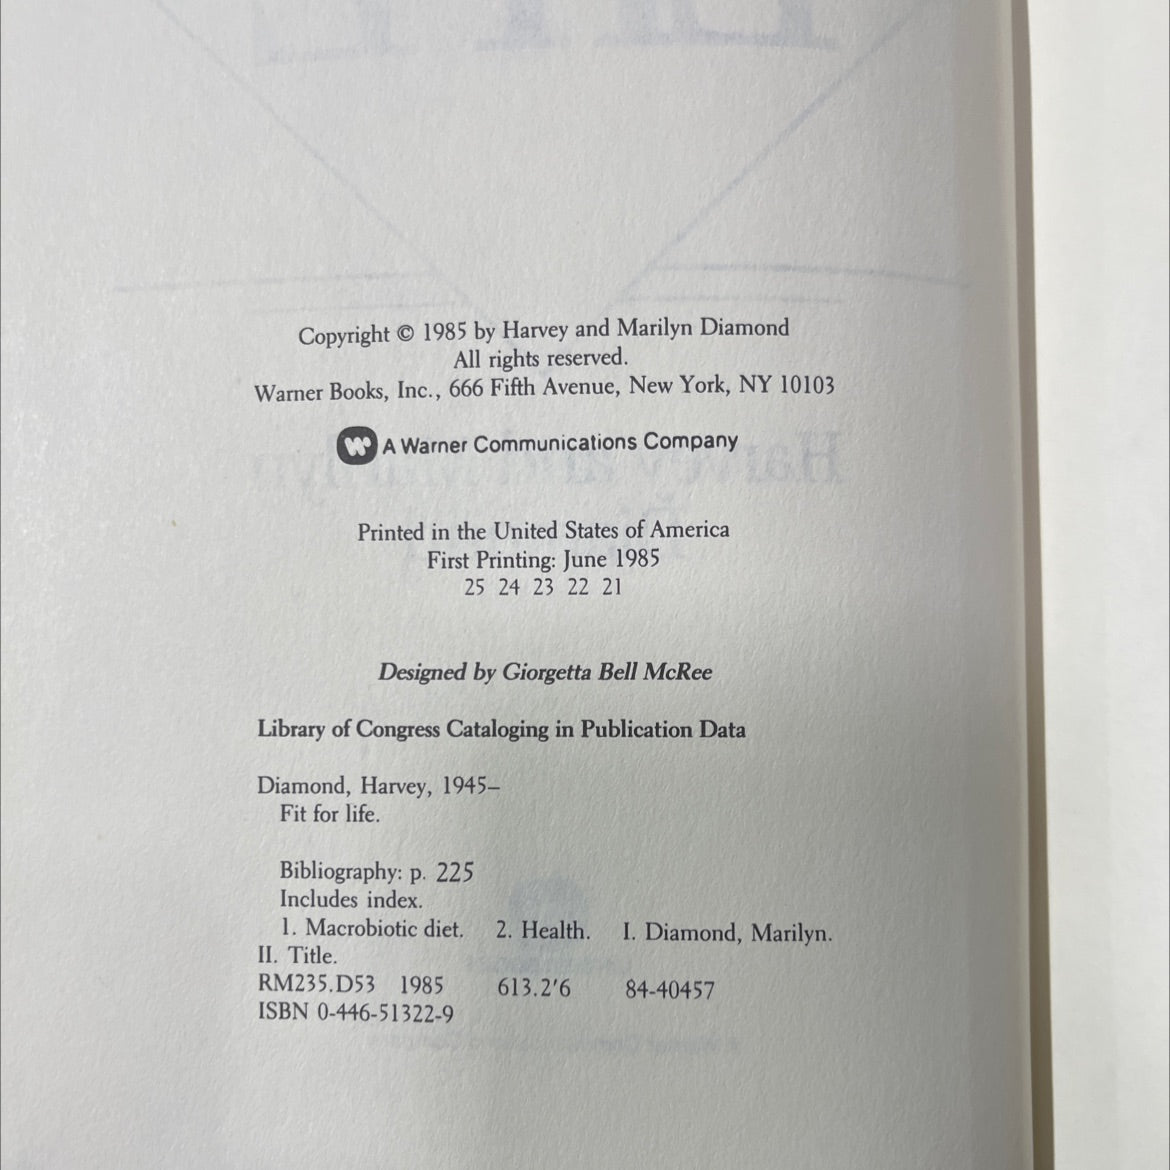 Copyright © 1985 by Harvey and Marilyn Diamond
All rights reserved.
Warner Books, Inc., 666 Fifth Avenue, New York, NY 10103
W A Warner Communications Company
Printed in the United States of America
First Printing: June 1985
25 24 23 22 21
Designed by Giorgetta Bell McRee
Library of Congress Cataloging in Publication Data
Diamond, Harvey, 1945–
Fit for life.
Bibliography: p. 225
Includes index.
1. Macrobiotic diet. 2. Health. I. Diamond, Marilyn.
II. Title.
RM235.D53 1985 613.2'6 84-40457
ISBN 0-446-51322-9